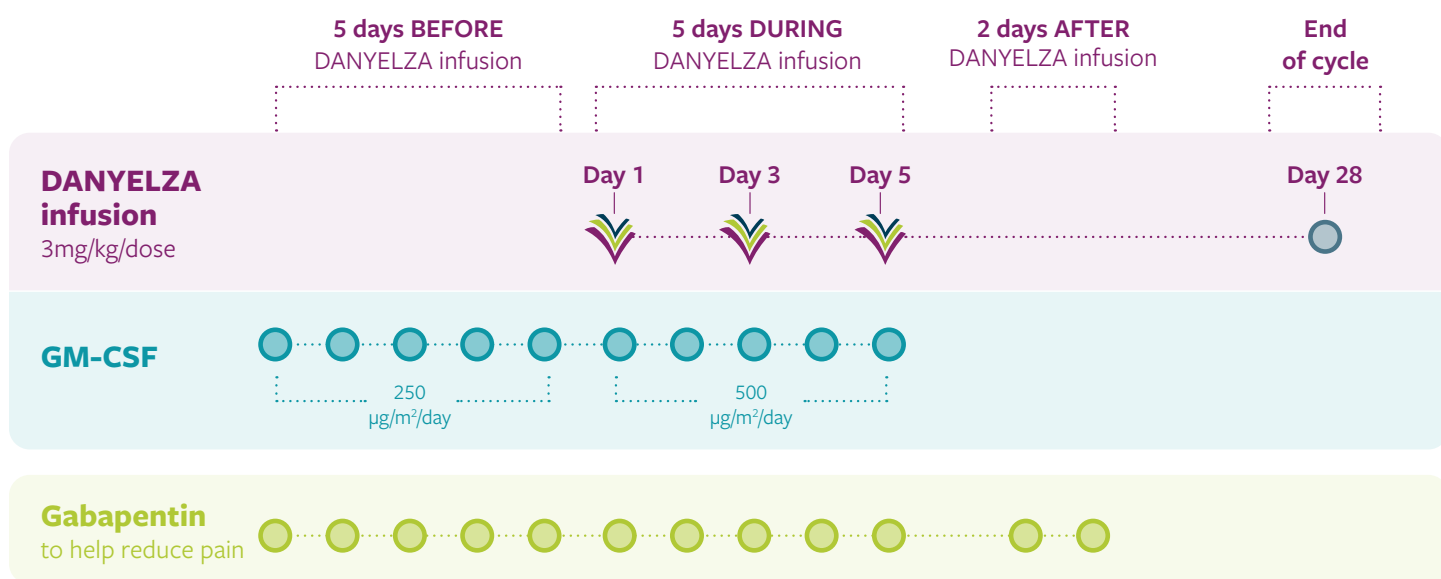 5 days BEFORE
DANYELZA infusion
5 days DURING
DANYELZA infusion
2 days AFTER
DANYELZA infusion
End
of cycle
DANYELZA
infusion
3mg/kg/dose
Day 1
Day 3
Day 5
Day 28
GM-CSF
250
µg/m²/day
500
µg/m²/day
Gabapentin
to help reduce pain